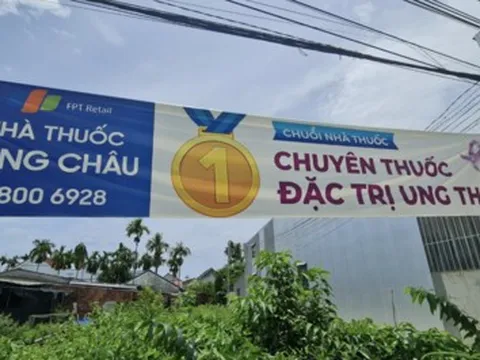 FPT Retail
HÀ THUỐC
NG CHÂU
800 6928
1
CHUỖI NHÀ THUỐC
CHUYÊN THUỐC
ĐẶC TRỊ UNG TH